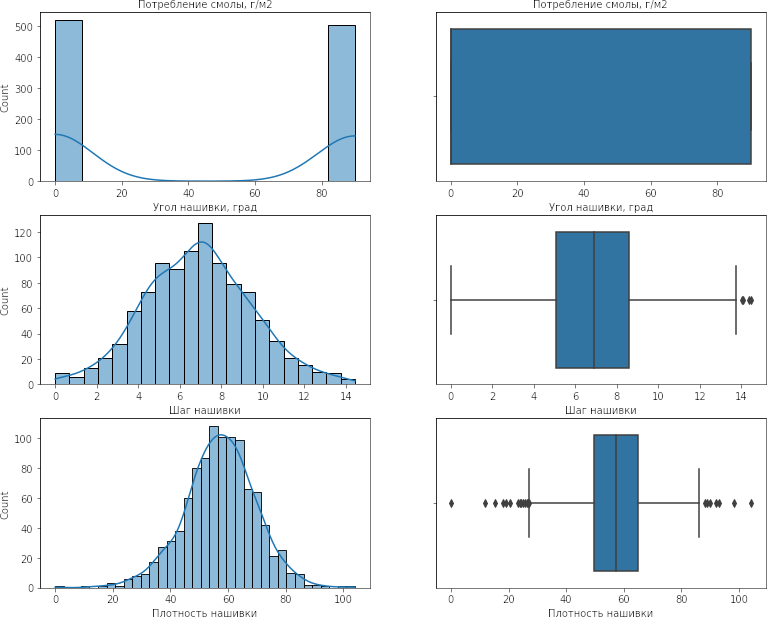 Потребление смолы, г/м2
Потребление смолы, г/м2
500
400
300
200
100
0
Count
0 20 40 60 80
Угол нашивки, град
0 20 40 60 80
Угол нашивки, град
120
100
80
60
40
20
0
Count
0 2 4 6 8 10 12 14
Шаг нашивки
0 2 4 6 8 10 12 14
Шаг нашивки
100
80
60
40
20
0
Count
0 20 40 60 80 100
Плотность нашивки
0 20 40 60 80 100
Плотность нашивки